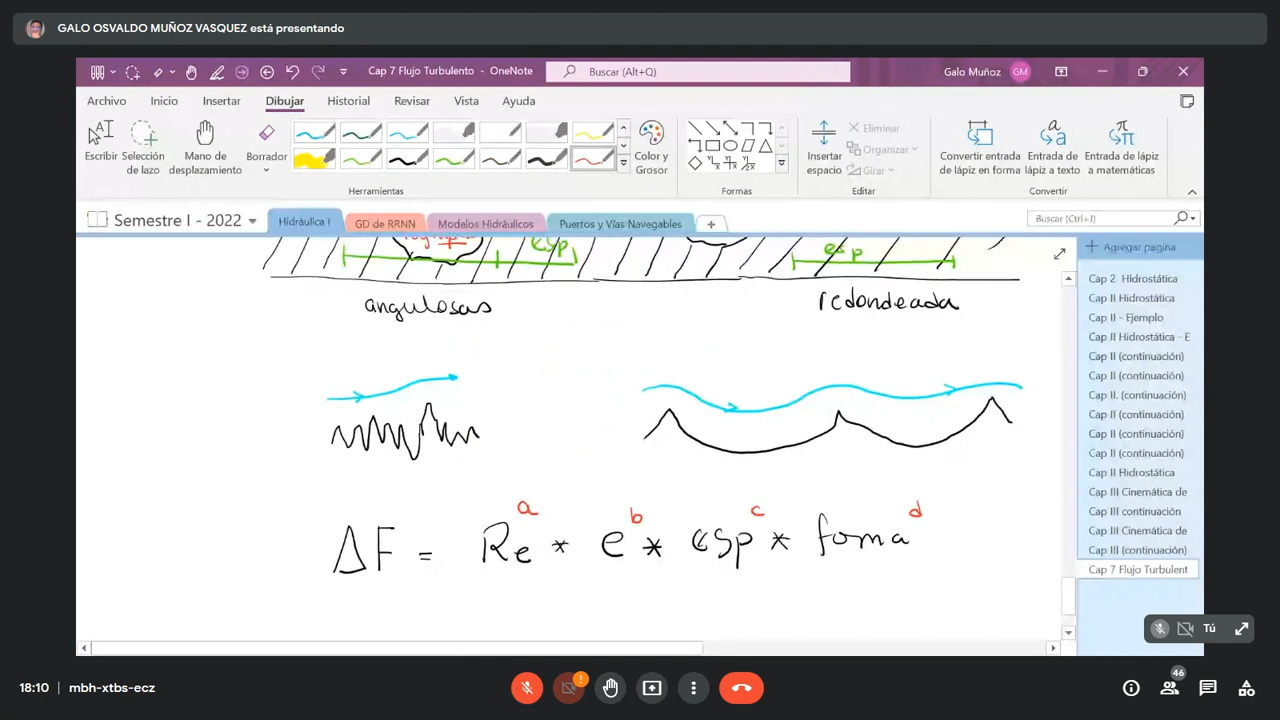 GALO OSVALDO MUÑOZ VASQUEZ está presentando
Cap 7 Flujo Turbulento - OneNote
Buscar (Alt+Q)
Galo Muñoz GM
Archivo Inicio Insertar Dibujar Historial Revisar Vista Ayuda
Escribir Selección de lazo Mano de desplazamiento Borrador
Color y Grosor
Insertar espacio
Eliminar
Organizar
Girar
Convertir entrada de lápiz en forma
Entrada de lápiz a texto
Entrada de lápiz a matemáticas
Herramientas Formas Editar Convertir
Semestre I - 2022 Hidráulica I GD de RRNN Modelos Hidráulicos Puertos y Vías Navegables +
Buscar (Ctrl+J)
Agregar pagina
esp
esp
angulosas redondeada
a b c d
ΔF = Re * e * esp * foma
Cap 2 Hidrostática
Cap II Hidrostática
Cap II - Ejemplo
Cap II Hidrostática - E
Cap II (continuación)
Cap II (continuación)
Cap II. (continuación)
Cap II (continuación)
Cap II (continuación)
Cap II (continuación)
Cap II Hidrostática
Cap III Cinemática de
Cap III continuación
Cap III Cinemática de
Cap III (continuación)
Cap 7 Flujo Turbulent
Tú
18:10 mbh-xtbs-ecz
46